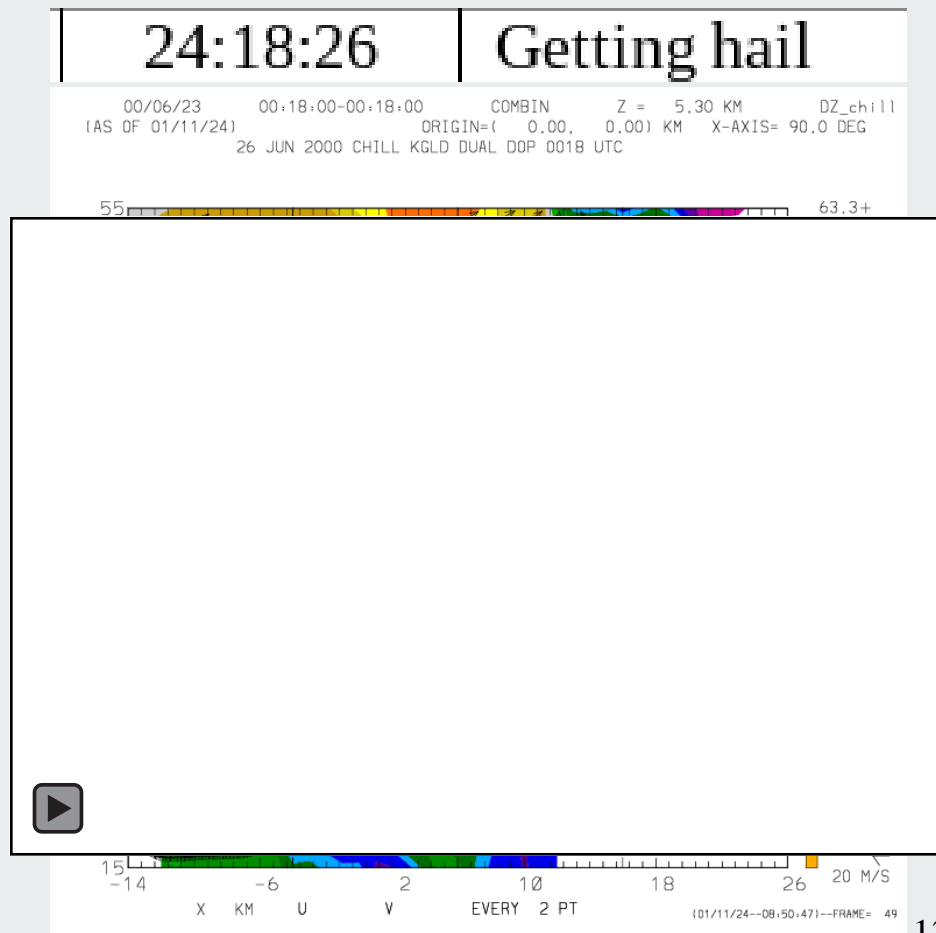 24:18:26 Getting hail
00/06/23 00:18:00-00:18:00 COMBIN Z = 5.30 KM DZ_chill
(AS OF 01/11/24) ORIGIN=( 0.00, 0.00) KM X-AXIS= 90.0 DEG
26 JUN 2000 CHILL KGLD DUAL DOP 0018 UTC
55 63.3+
15
-14 -6 2 10 18 26 20 M/S
X KM U V EVERY 2 PT
(01/11/24--08:50:47)--FRAME= 49